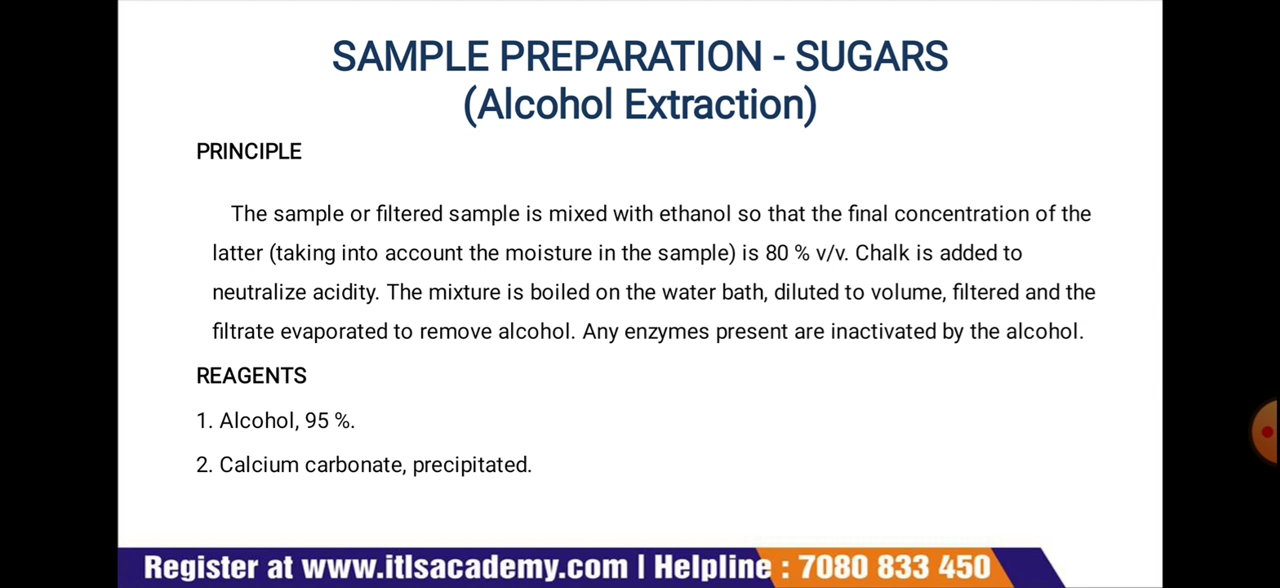 SAMPLE PREPARATION - SUGARS
(Alcohol Extraction)
PRINCIPLE
The sample or filtered sample is mixed with ethanol so that the final concentration of the
latter (taking into account the moisture in the sample) is 80 % v/v. Chalk is added to
neutralize acidity. The mixture is boiled on the water bath, diluted to volume, filtered and the
filtrate evaporated to remove alcohol. Any enzymes present are inactivated by the alcohol.
REAGENTS
1. Alcohol, 95 %.
2. Calcium carbonate, precipitated.
Register at www.itlsacademy.com | Helpline : 7080 833 450